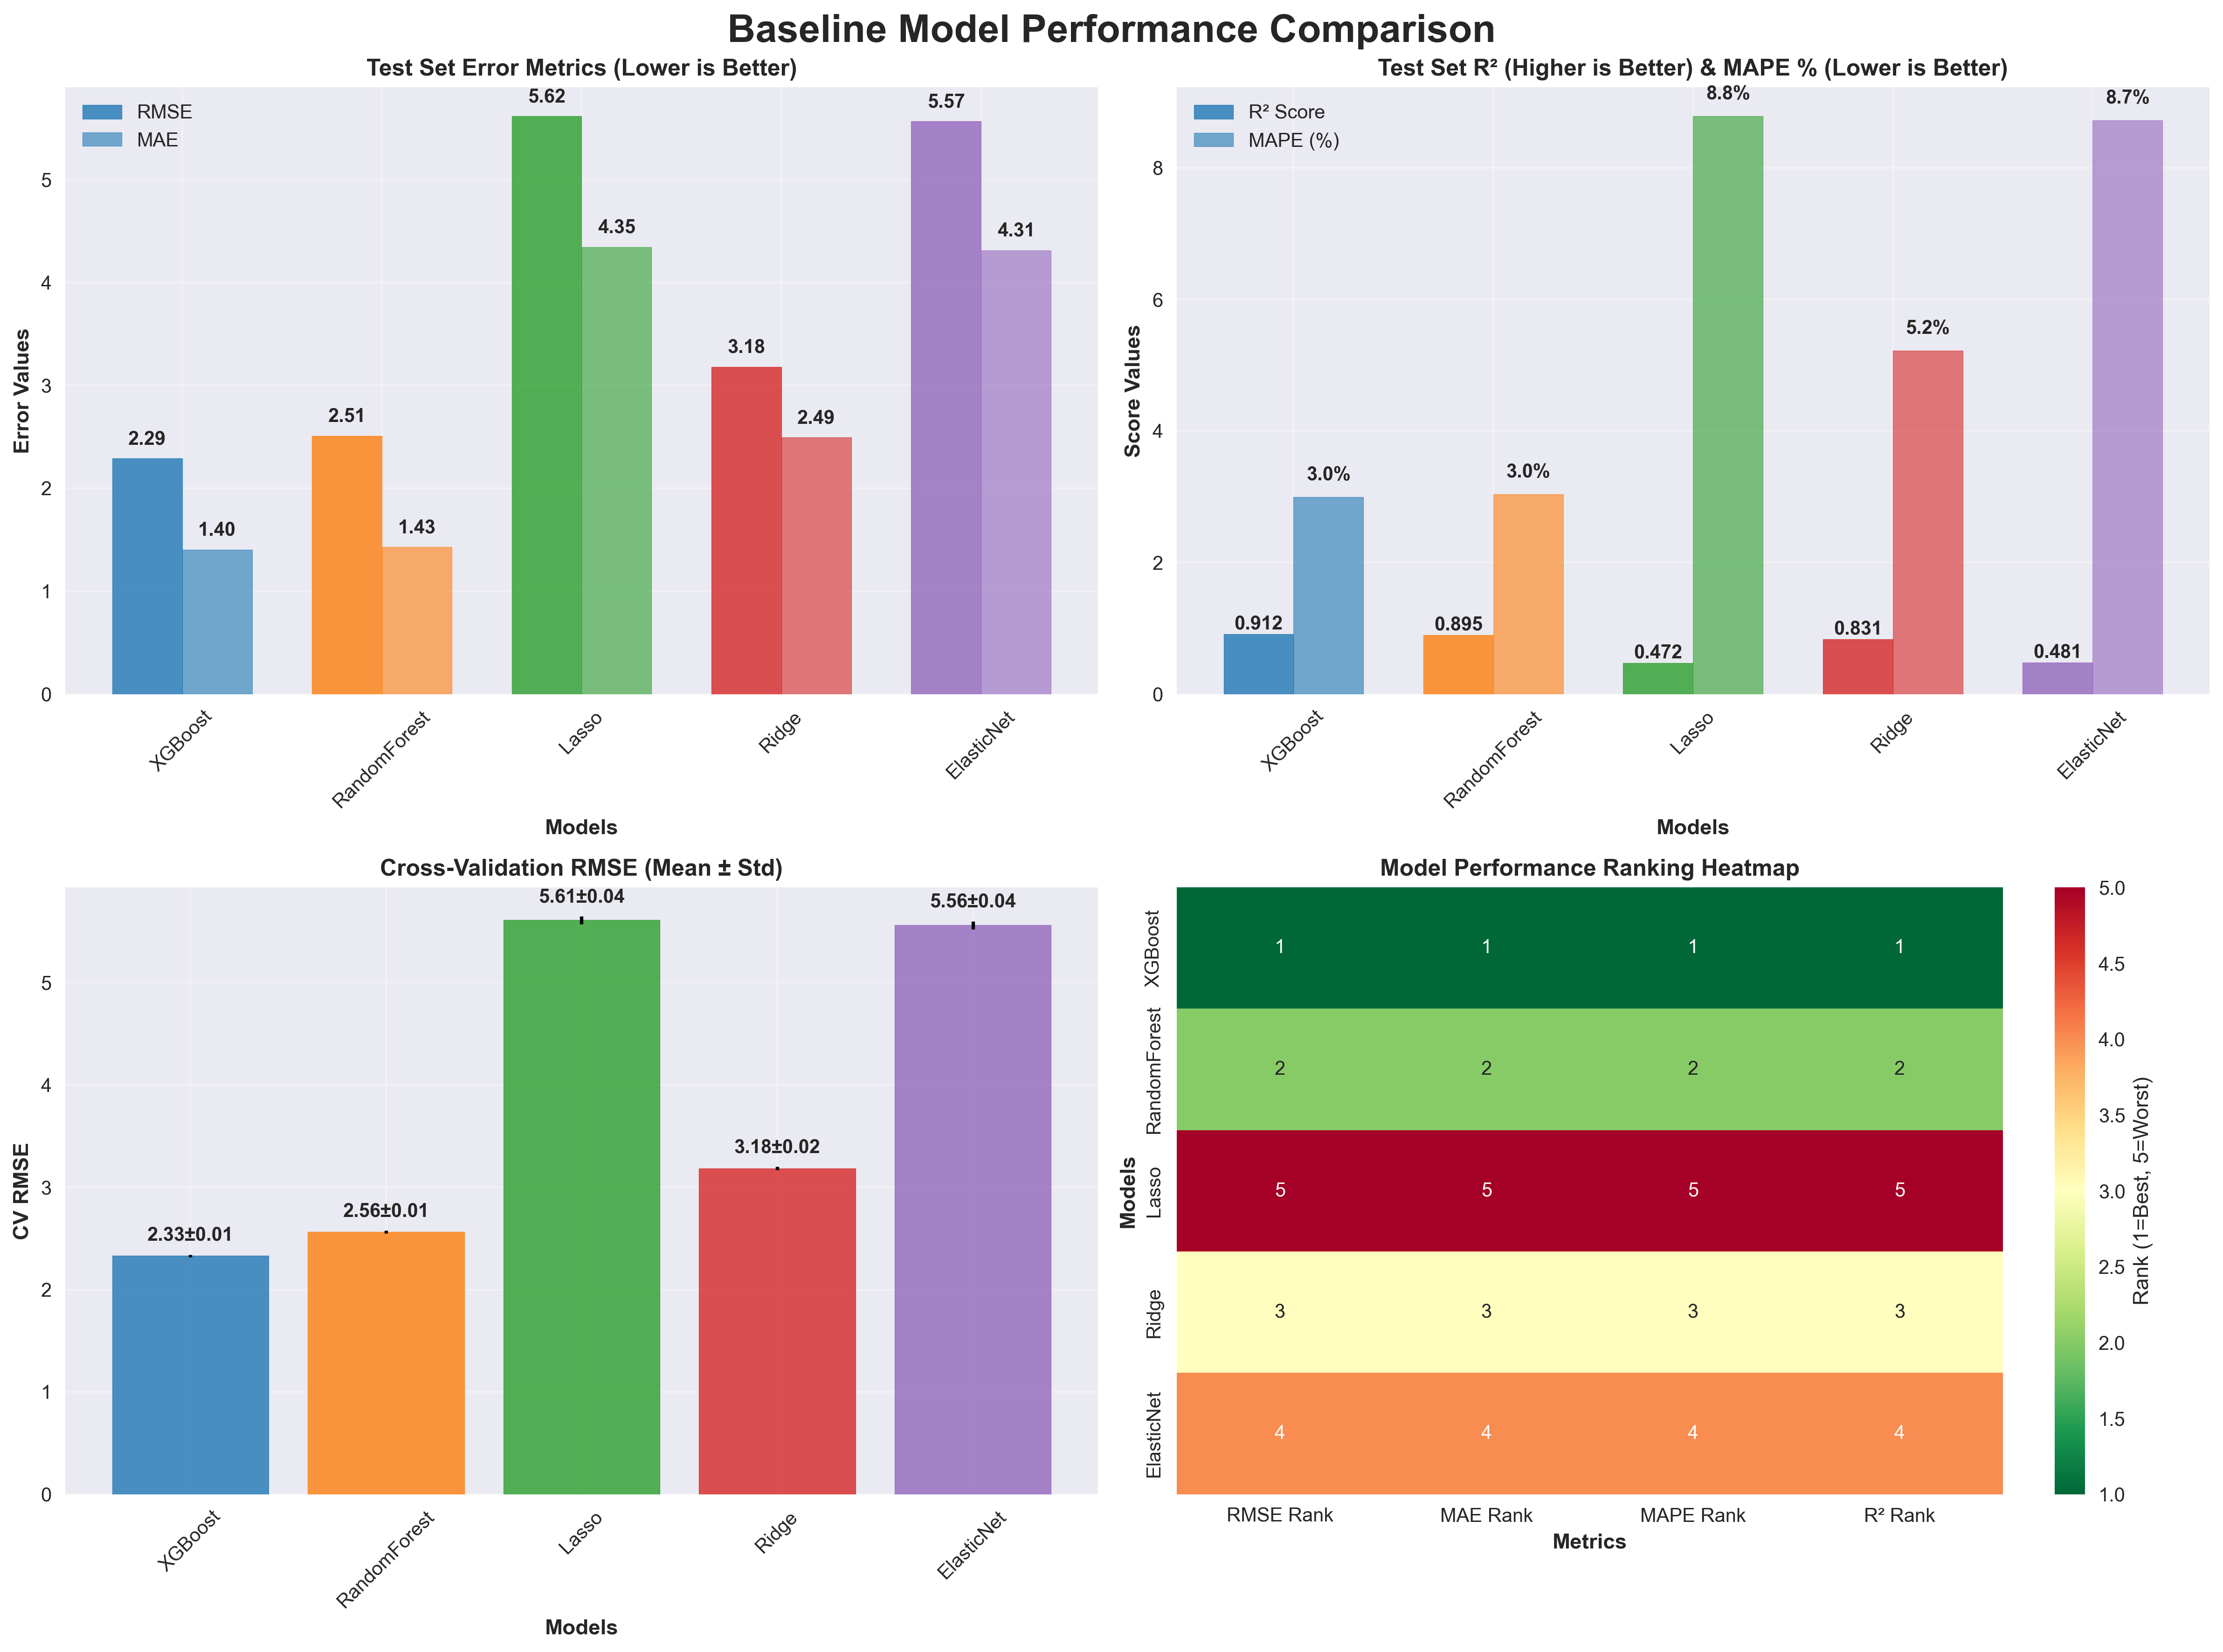 Baseline Model Performance Comparison
Test Set Error Metrics (Lower is Better)
RMSE
MAE
Error Values
5
4
3
2
1
0
2.29
1.40
2.51
1.43
5.62
4.35
3.18
2.49
5.57
4.31
XGBoost
RandomForest
Lasso
Ridge
ElasticNet
Models
Test Set R² (Higher is Better) & MAPE % (Lower is Better)
R² Score
MAPE (%)
Score Values
8
6
4
2
0
0.912
3.0%
0.895
3.0%
0.472
8.8%
0.831
5.2%
0.481
8.7%
XGBoost
RandomForest
Lasso
Ridge
ElasticNet
Models
Cross-Validation RMSE (Mean ± Std)
CV RMSE
5
4
3
2
1
0
2.33±0.01
2.56±0.01
5.61±0.04
3.18±0.02
5.56±0.04
XGBoost
RandomForest
Lasso
Ridge
ElasticNet
Models
Model Performance Ranking Heatmap
Models
XGBoost
1 1 1 1
RandomForest
2 2 2 2
Lasso
5 5 5 5
Ridge
3 3 3 3
ElasticNet
4 4 4 4
RMSE Rank MAE Rank MAPE Rank R² Rank
Metrics
5.0
4.5
4.0
3.5
3.0
2.5
2.0
1.5
1.0
Rank (1=Best, 5=Worst)